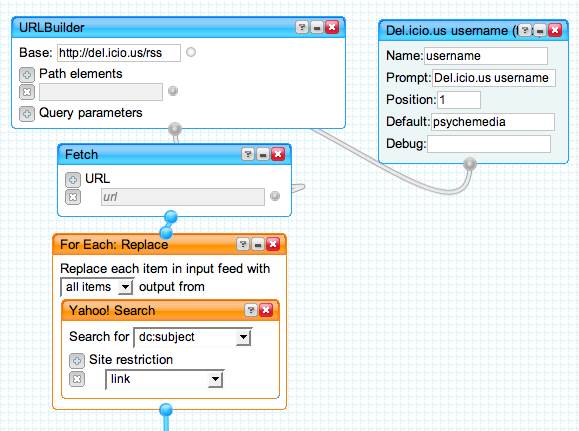 URLBuilder
Base: http://del.icio.us/rss
Path elements
Query parameters
Del.icio.us username
Name: username
Prompt: Del.icio.us username
Position: 1
Default: psychemedia
Debug:
Fetch
URL
url
For Each: Replace
Replace each item in input feed with
all items output from
Yahoo! Search
Search for dc:subject
Site restriction
link